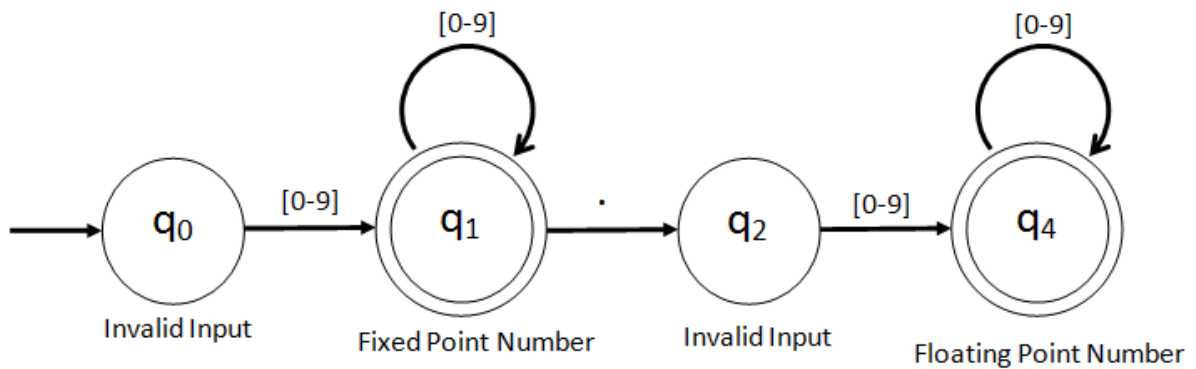 [0-9]
[0-9]
q0
[0-9]
q1
.
q2
[0-9]
q4
Invalid Input
Fixed Point Number
Invalid Input
Floating Point Number